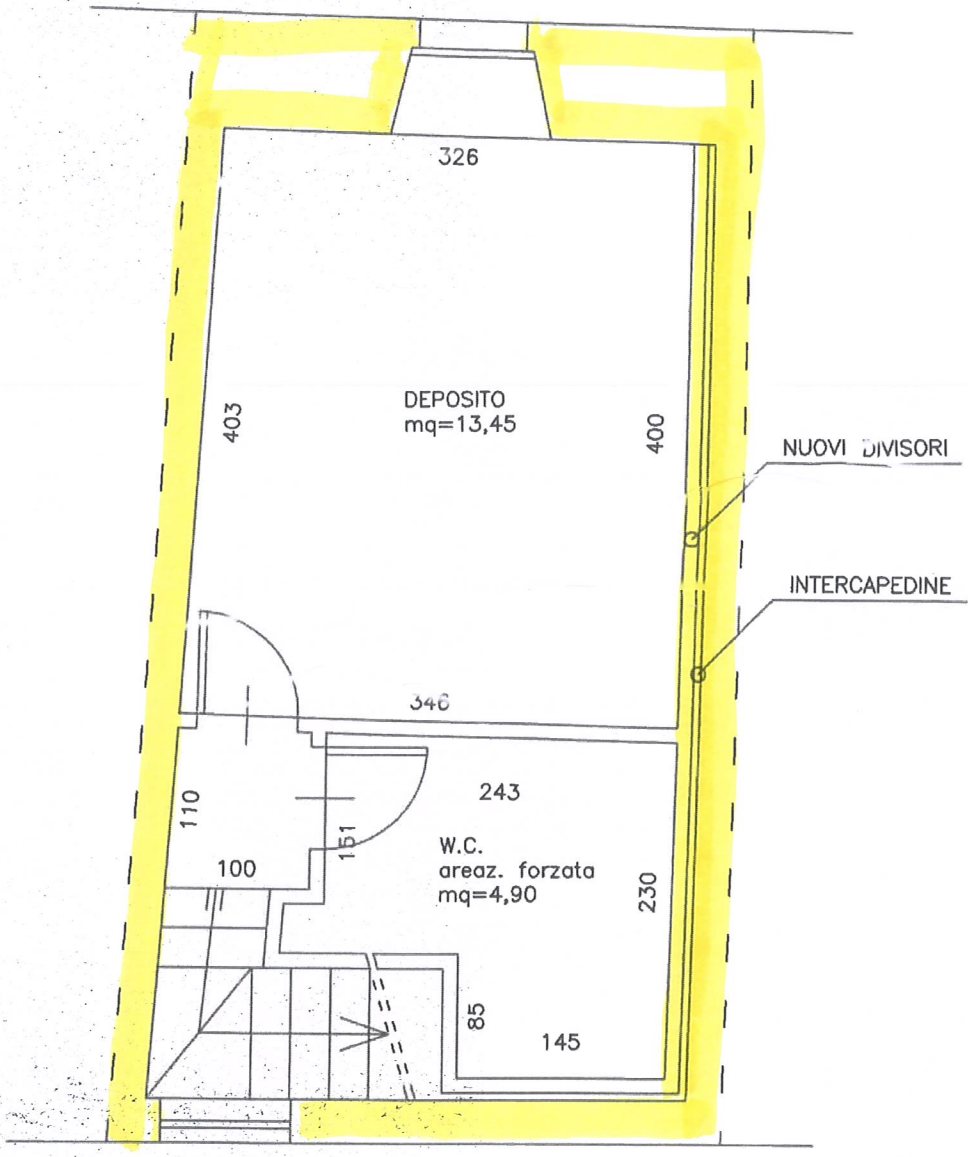 326
DEPOSITO
mq=13,45
403
400
NUOVI DIVISORI
INTERCAPEDINE
346
243
110
151
W.C.
areaz. forzata
mq=4,90
100
230
85
145